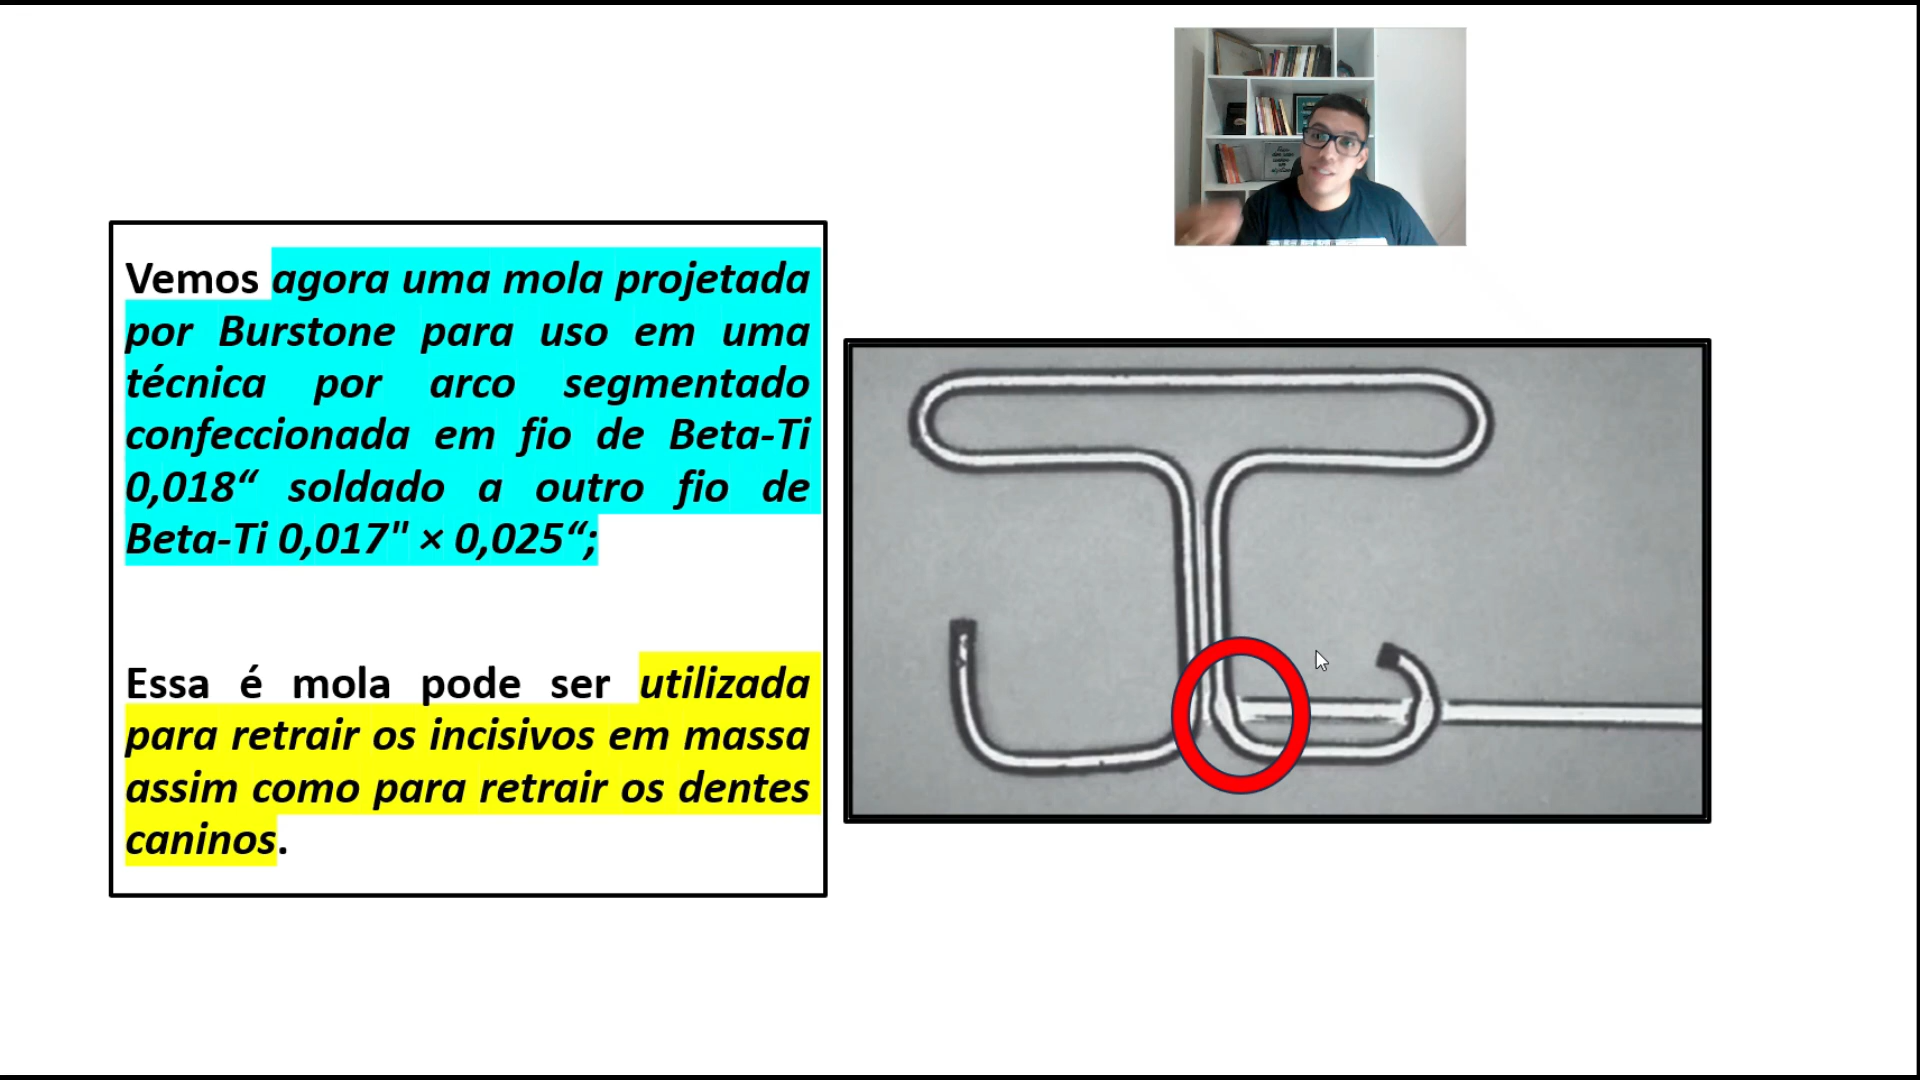 Vemos agora uma mola projetada
por Burstone para uso em uma
técnica por arco segmentado
confeccionada em fio de Beta-Ti
0,018“ soldado a outro fio de
Beta-Ti 0,017" × 0,025“;
Essa é mola pode ser utilizada
para retrair os incisivos em massa
assim como para retrair os dentes
caninos.